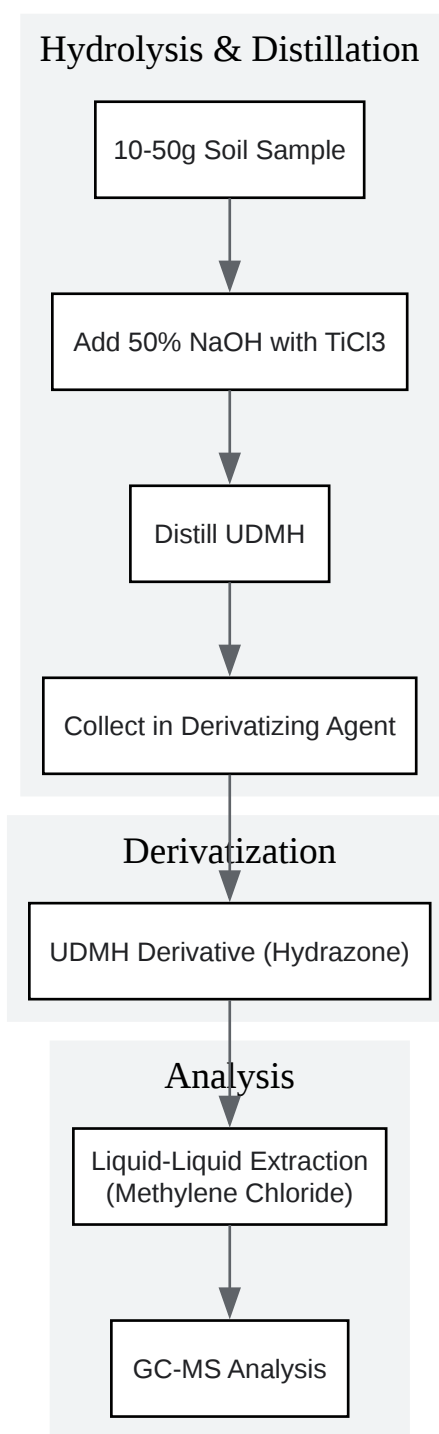 Hydrolysis & Distillation
10-50g Soil Sample
Add 50% NaOH with TiCl3
Distill UDMH
Collect in Derivatizing Agent
Derivatization
UDMH Derivative (Hydrazone)
Analysis
Liquid-Liquid Extraction
(Methylene Chloride)
GC-MS Analysis